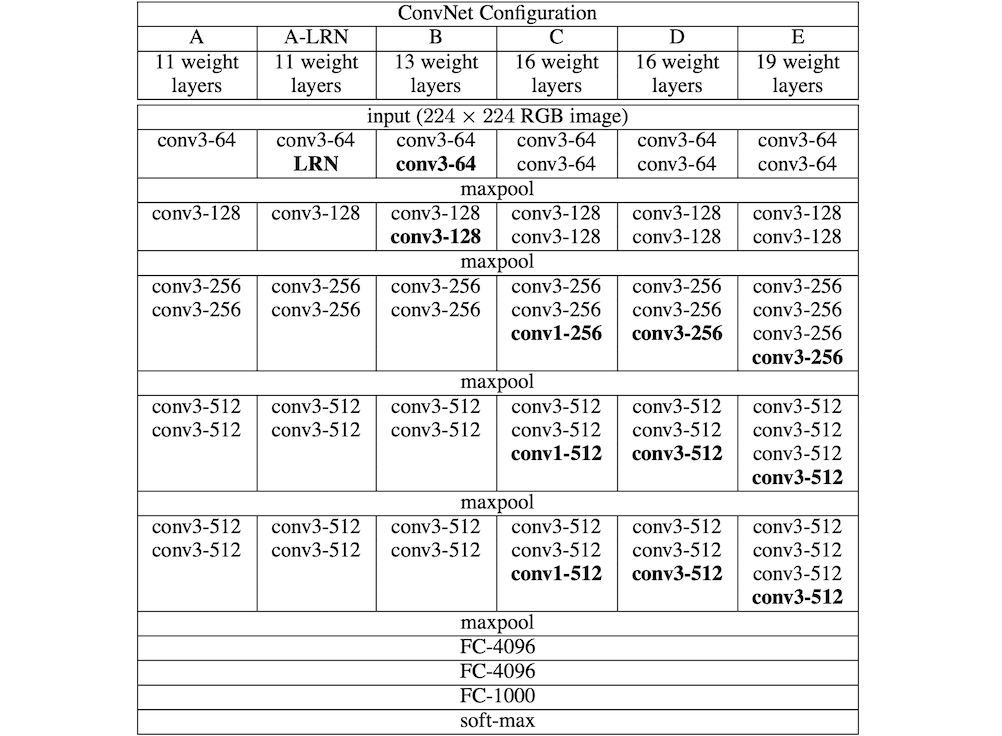 ConvNet Configuration
A A-LRN B C D E
11 weight 11 weight 13 weight 16 weight 16 weight 19 weight
layers layers layers layers layers layers
input (224 × 224 RGB image)
conv3-64 conv3-64 conv3-64 conv3-64 conv3-64 conv3-64
LRN conv3-64 conv3-64 conv3-64 conv3-64
maxpool
conv3-128 conv3-128 conv3-128 conv3-128 conv3-128 conv3-128
conv3-128 conv3-128 conv3-128 conv3-128
maxpool
conv3-256 conv3-256 conv3-256 conv3-256 conv3-256 conv3-256
conv3-256 conv3-256 conv3-256 conv3-256 conv3-256 conv3-256
conv1-256 conv3-256 conv3-256
conv3-256
maxpool
conv3-512 conv3-512 conv3-512 conv3-512 conv3-512 conv3-512
conv3-512 conv3-512 conv3-512 conv3-512 conv3-512 conv3-512
conv1-512 conv3-512 conv3-512
conv3-512
maxpool
conv3-512 conv3-512 conv3-512 conv3-512 conv3-512 conv3-512
conv3-512 conv3-512 conv3-512 conv3-512 conv3-512 conv3-512
conv1-512 conv3-512 conv3-512
conv3-512
maxpool
FC-4096
FC-4096
FC-1000
soft-max